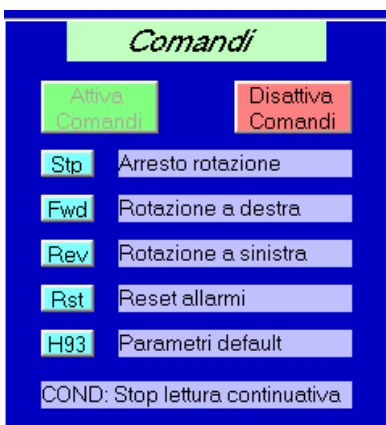 Comandi
Attiva Disattiva
Comandi Comandi
Stp Arresto rotazione
Fwd Rotazione a destra
Rev Rotazione a sinistra
Rst Reset allarmi
H93 Parametri default
COND: Stop lettura continuativa